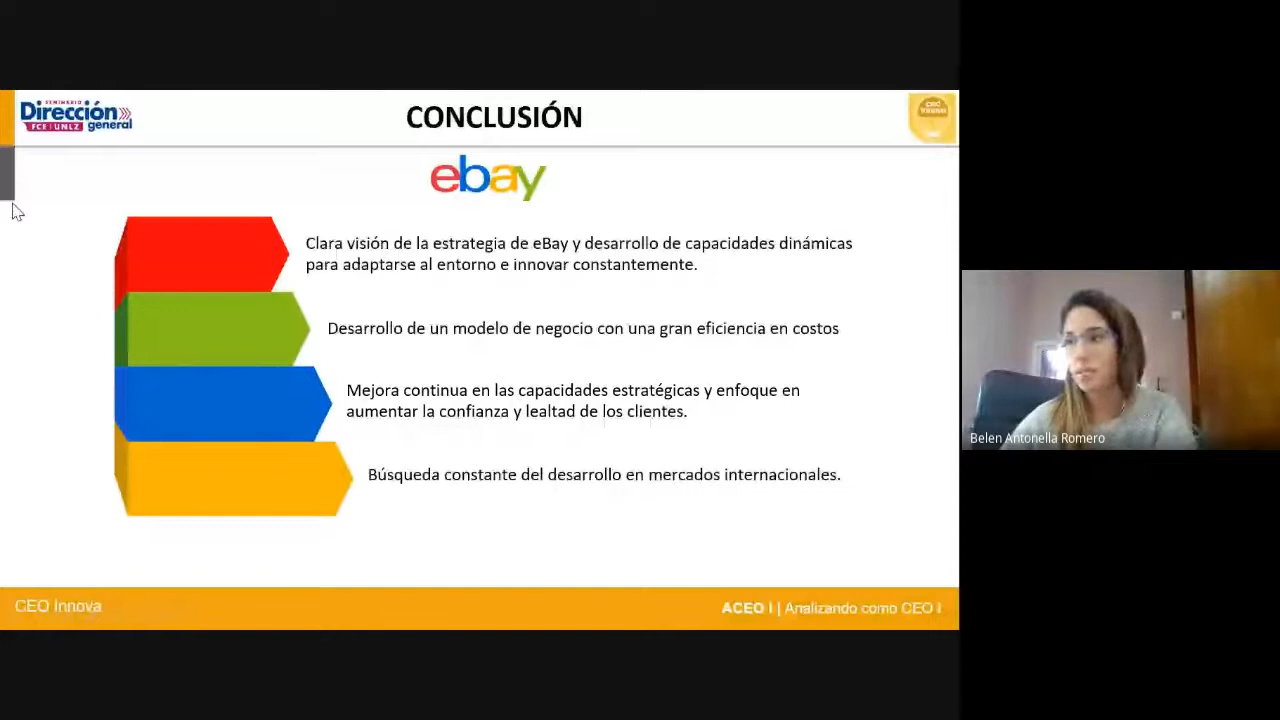 SEMINARIO
Dirección
FCE | UNLZ general
CONCLUSIÓN
CEO
ebay
Clara visión de la estrategia de eBay y desarrollo de capacidades dinámicas
para adaptarse al entorno e innovar constantemente.
Desarrollo de un modelo de negocio con una gran eficiencia en costos
Mejora continua en las capacidades estratégicas y enfoque en
aumentar la confianza y lealtad de los clientes.
Búsqueda constante del desarrollo en mercados internacionales.
Belen Antonella Romero
CEO Innova
ACEO I | Analizando como CEO I